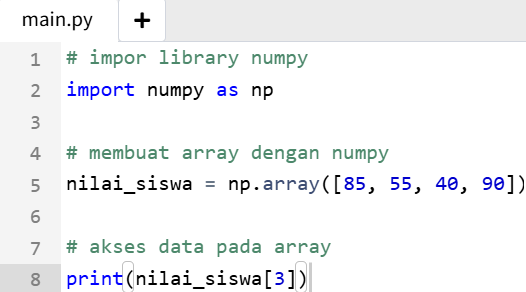 main.py +
1 # impor library numpy
2 import numpy as np
3
4 # membuat array dengan numpy
5 nilai_siswa = np.array([85, 55, 40, 90])
6
7 # akses data pada array
8 print(nilai_siswa[3])